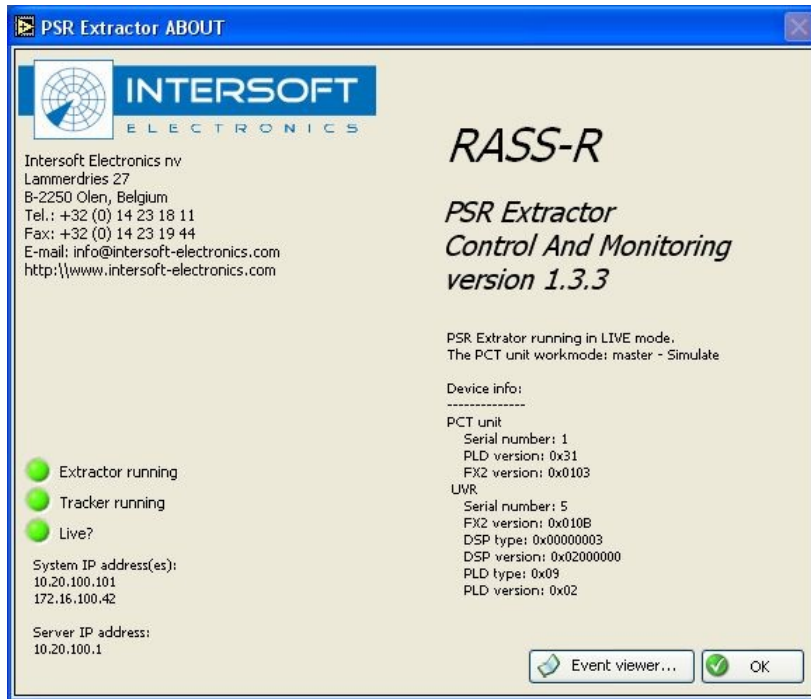 PSR Extractor ABOUT
INTERSOFT
ELECTRONICS
Intersoft Electronics nv
Lammerdries 27
B-2250 Olen, Belgium
Tel.: +32 (0) 14 23 18 11
Fax: +32 (0) 14 23 19 44
E-mail: info@intersoft-electronics.com
http:\\www.intersoft-electronics.com
Extractor running
Tracker running
Live?
System IP address(es):
10.20.100.101
172.16.100.42
Server IP address:
10.20.100.1
RASS-R
PSR Extractor
Control And Monitoring
version 1.3.3
PSR Extrator running in LIVE mode.
The PCT unit workmode: master - Simulate
Device info:
--------------
PCT unit
Serial number: 1
PLD version: 0x31
FX2 version: 0x0103
UVR
Serial number: 5
FX2 version: 0x010B
DSP type: 0x00000003
DSP version: 0x02000000
PLD type: 0x09
PLD version: 0x02
Event viewer...
OK